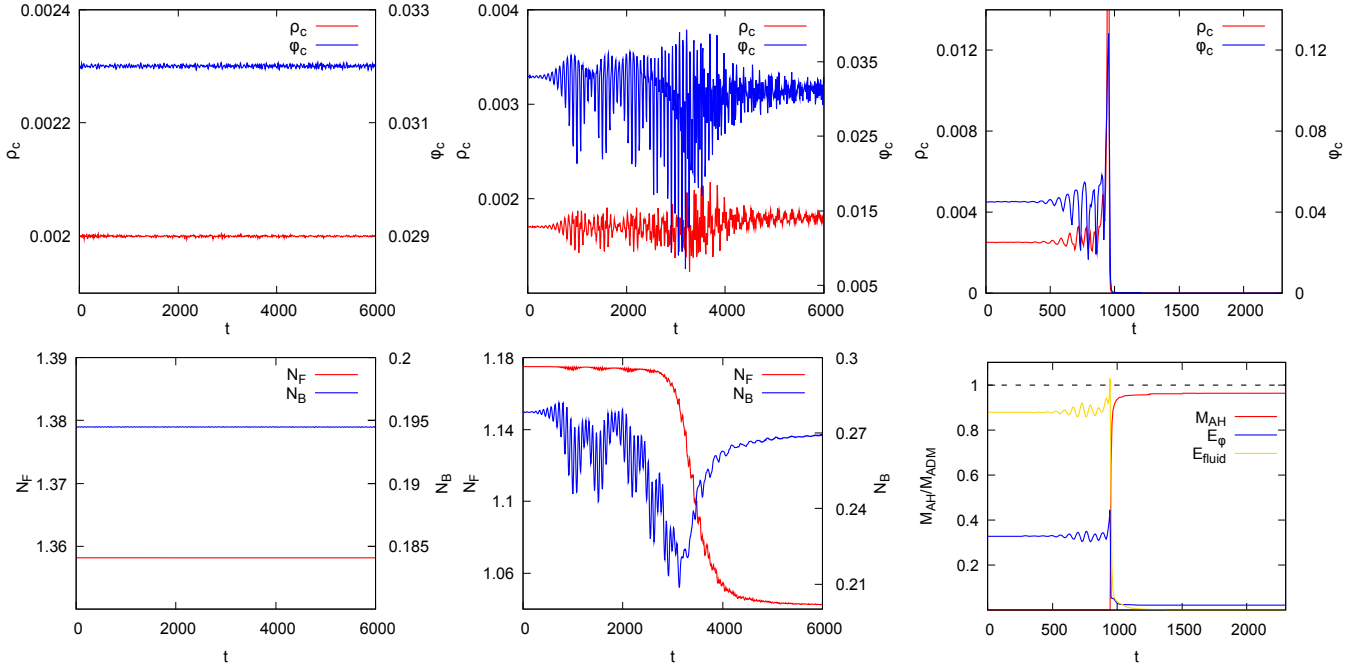 0.0024
0.0022
0.002
ρc
0.033
0.031
0.029
φc
0 2000 4000 6000
t
ρc
φc
0.004
0.003
0.002
ρc
0.035
0.025
0.015
0.005
φc
0 2000 4000 6000
t
ρc
φc
0.012
0.008
0.004
0
ρc
0.12
0.08
0.04
0
φc
0 500 1000 1500 2000
t
ρc
φc
1.39
1.38
1.37
1.36
NF
0.2
0.195
0.19
0.185
NB
0 2000 4000 6000
t
NF
NB
1.18
1.14
1.1
1.06
NF
0.3
0.27
0.24
0.21
NB
0 2000 4000 6000
t
NF
NB
1
0.8
0.6
0.4
0.2
MAH/MADM
0 500 1000 1500 2000
t
MAH
Eφ
Efluid